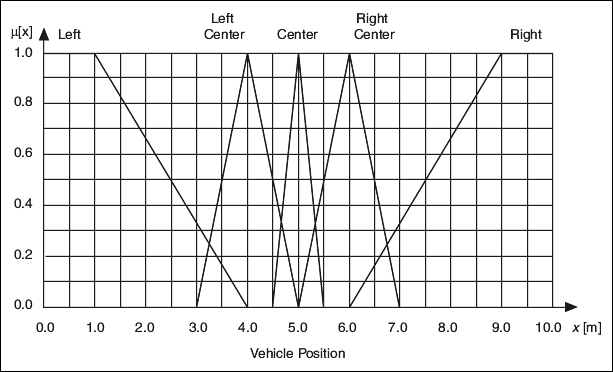 Left Right
μ[x] Left Center Center Center Right
1.0
0.8
0.6
0.4
0.2
0.0
0.0 1.0 2.0 3.0 4.0 5.0 6.0 7.0 8.0 9.0 10.0 x [m]
Vehicle Position